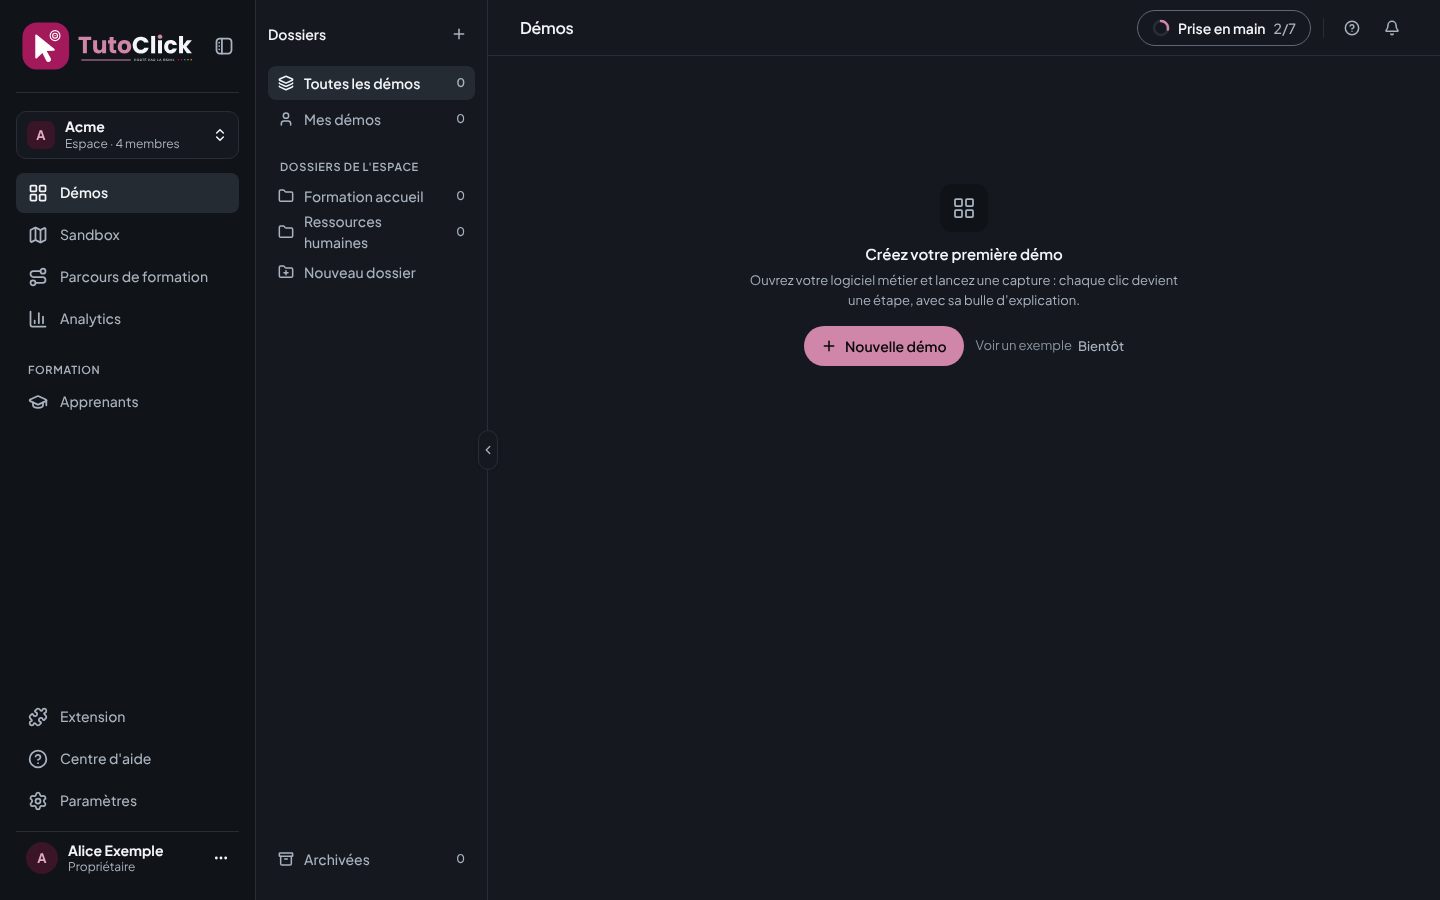 TutoClick
Acme
Espace · 4 membres
Démos
Sandbox
Parcours de formation
Analytics
FORMATION
Apprenants
Extension
Centre d'aide
Paramètres
A
Alice Exemple
Propriétaire
Dossiers
Toutes les démos 0
Mes démos 0
DOSSIERS DE L'ESPACE
Formation accueil 0
Ressources
humaines 0
Nouveau dossier
Archivées 0
Démos
Prise en main 2/7
Créez votre première démo
Ouvrez votre logiciel métier et lancez une capture : chaque clic devient
une étape, avec sa bulle d'explication.
Nouvelle démo
Voir un exemple Bientôt